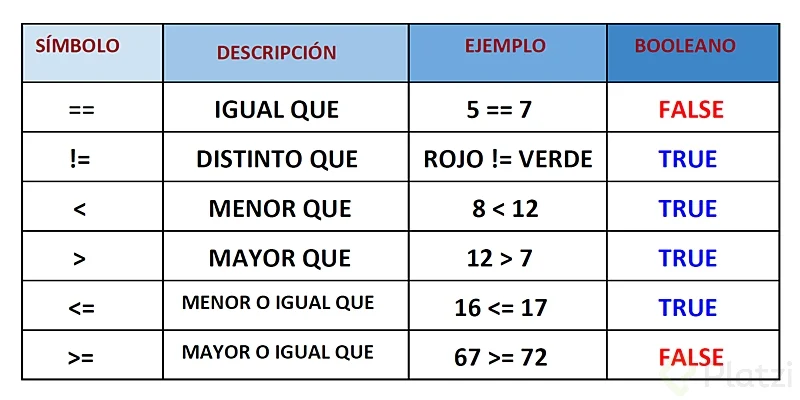 SÍMBOLO DESCRIPCIÓN EJEMPLO BOOLEANO
== IGUAL QUE 5 == 7 FALSE
!= DISTINTO QUE ROJO != VERDE TRUE
< MENOR QUE 8 < 12 TRUE
> MAYOR QUE 12 > 7 TRUE
<= MENOR O IGUAL QUE 16 <= 17 TRUE
>= MAYOR O IGUAL QUE 67 >= 72 FALSE
Platzi